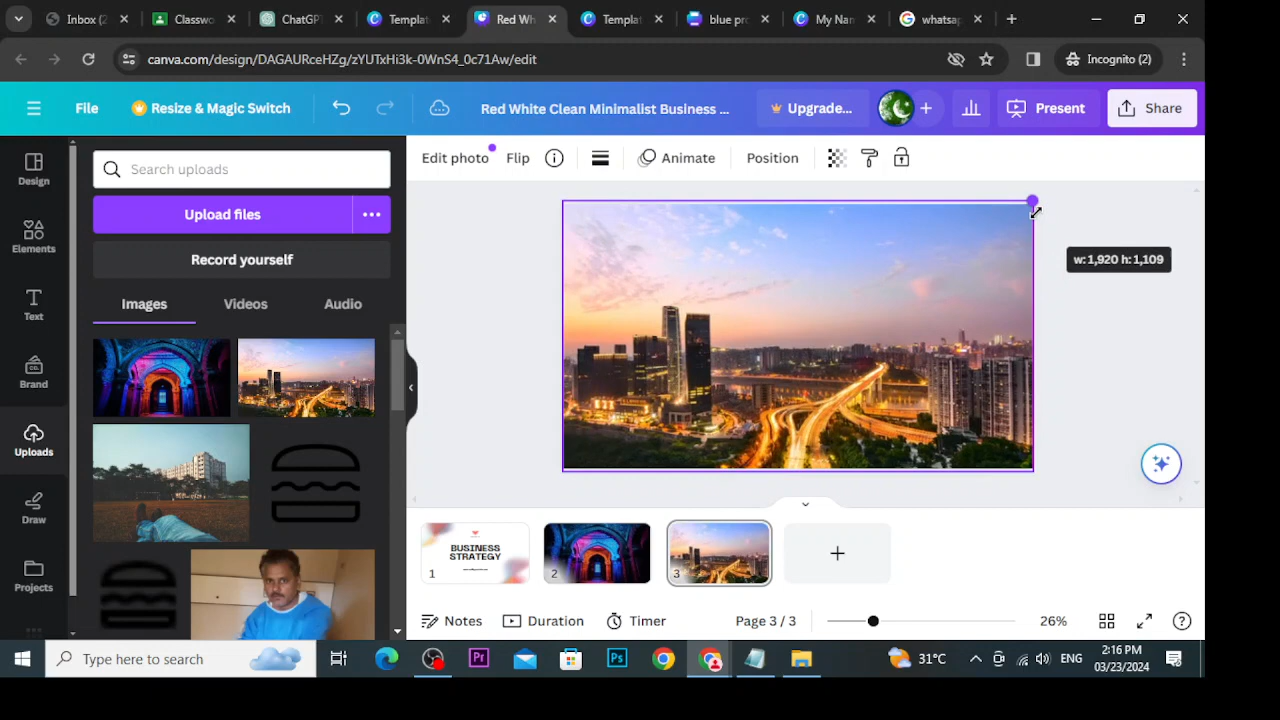 Inbox (2
Classwo
ChatGP
Templat
Red Wh
Templat
blue pro
My Nan
whatsap
canva.com/design/DAGAURceHZg/zYUTxHi3k-0WnS4_0c71Aw/edit
Incognito (2)
File
Resize & Magic Switch
Red White Clean Minimalist Business ...
Upgrade...
Present
Share
Design
Elements
Text
Brand
Uploads
Draw
Projects
Search uploads
Upload files
Record yourself
Images
Videos
Audio
Edit photo
Flip
Animate
Position
w: 1,920 h: 1,109
BUSINESS
STRATEGY
1
2
3
Notes
Duration
Timer
Page 3 / 3
26%
Type here to search
Pr
Ps
31°C
ENG
2:16 PM
03/23/2024